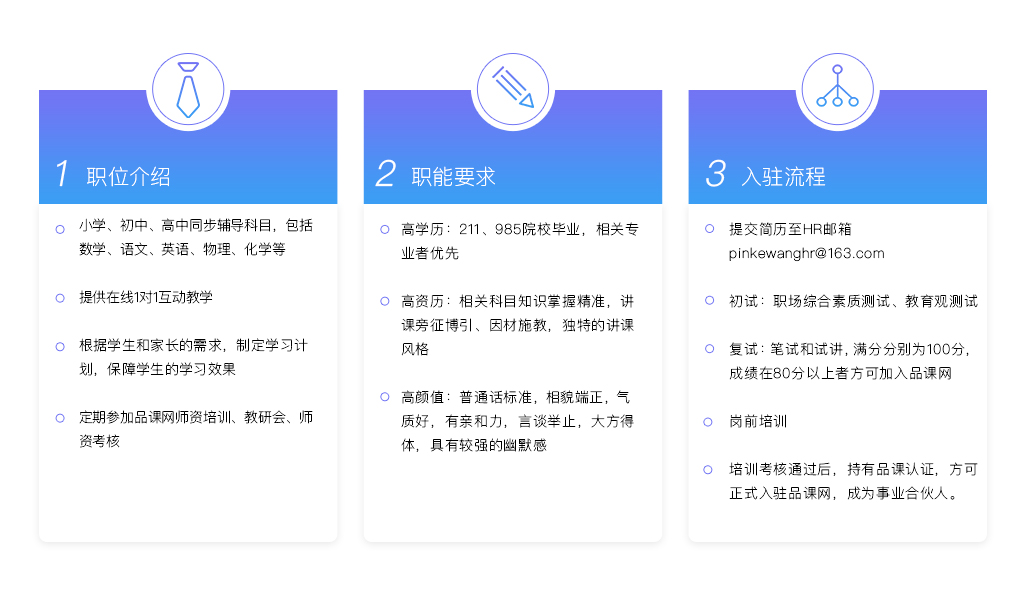 1 职位介绍
小学、初中、高中同步辅导科目，包括
数学、语文、英语、物理、化学等
提供在线1对1互动教学
根据学生和家长的需求，制定学习计
划，保障学生的学习效果
定期参加品课网师资培训、教研会、师
资考核
2 职能要求
高学历：211、985院校毕业，相关专
业者优先
高资历：相关科目知识掌握精准，讲
课旁征博引、因材施教，独特的讲课
风格
高颜值：普通话标准，相貌端正，气
质好，有亲和力，言谈举止，大方得
体，具有较强的幽默感
3 入驻流程
提交简历至HR邮箱
pinkewanghr@163.com
初试：职场综合素质测试、教育观测试
复试：笔试和试讲，满分分别为100分，
成绩在80分以上者方可加入品课网
岗前培训
培训考核通过后，持有品课认证，方可
正式入驻品课网，成为事业合伙人。